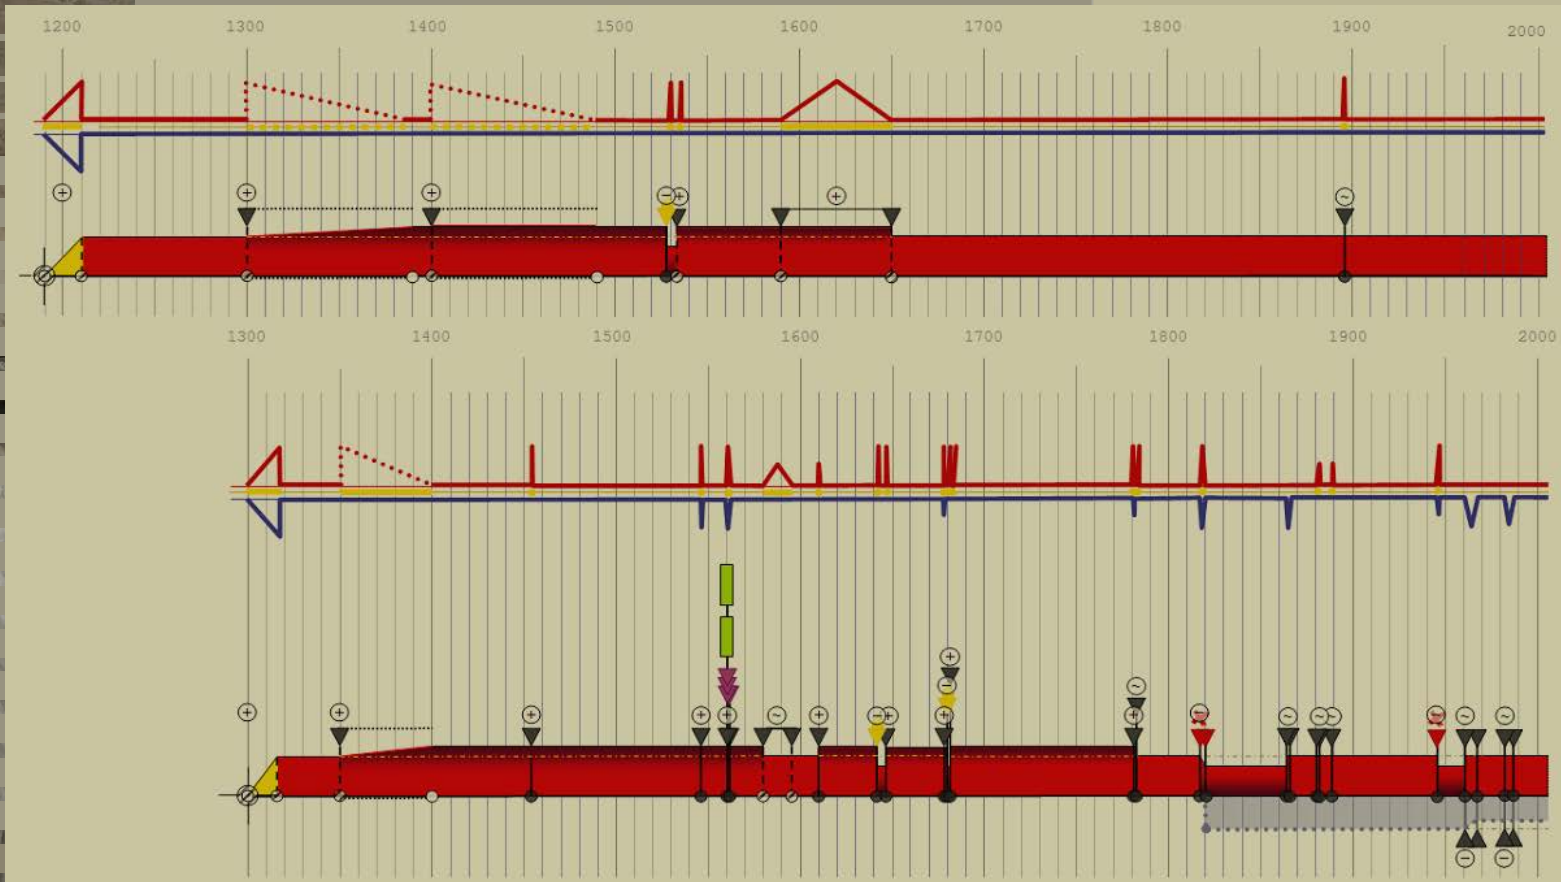 1200 1300 1400 1500 1600 1700 1800 1900 2000
+ + + − + + ~
1300 1400 1500 1600 1700 1800 1900 2000
+
−
~
+ + + + + ~ + − + + + ~ ~ ~ ~ ~
− −